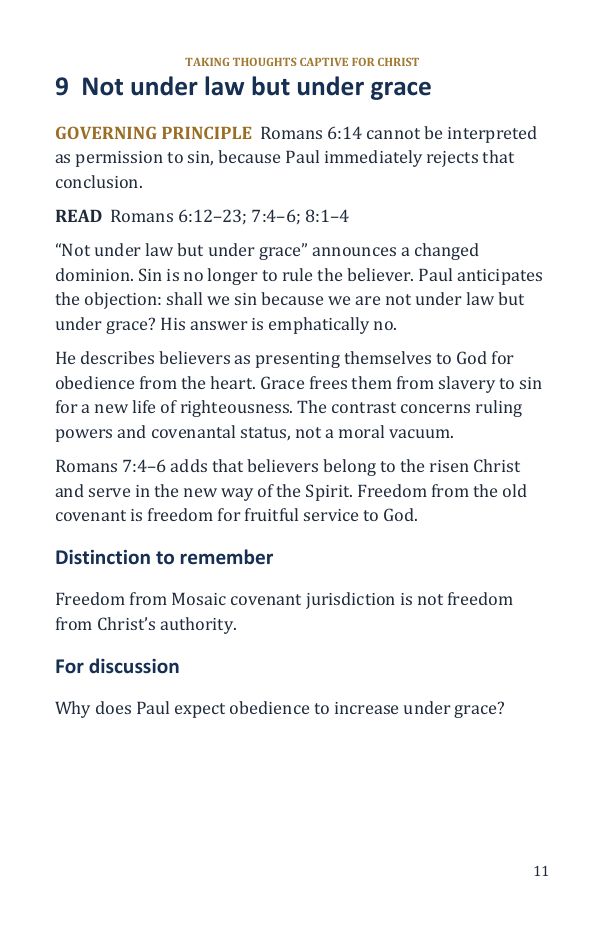 TAKING THOUGHTS CAPTIVE FOR CHRIST
9 Not under law but under grace
GOVERNING PRINCIPLE Romans 6:14 cannot be interpreted
as permission to sin, because Paul immediately rejects that
conclusion.
READ Romans 6:12–23; 7:4–6; 8:1–4
“Not under law but under grace” announces a changed
dominion. Sin is no longer to rule the believer. Paul anticipates
the objection: shall we sin because we are not under law but
under grace? His answer is emphatically no.
He describes believers as presenting themselves to God for
obedience from the heart. Grace frees them from slavery to sin
for a new life of righteousness. The contrast concerns ruling
powers and covenantal status, not a moral vacuum.
Romans 7:4–6 adds that believers belong to the risen Christ
and serve in the new way of the Spirit. Freedom from the old
covenant is freedom for fruitful service to God.
Distinction to remember
Freedom from Mosaic covenant jurisdiction is not freedom
from Christ’s authority.
For discussion
Why does Paul expect obedience to increase under grace?
11